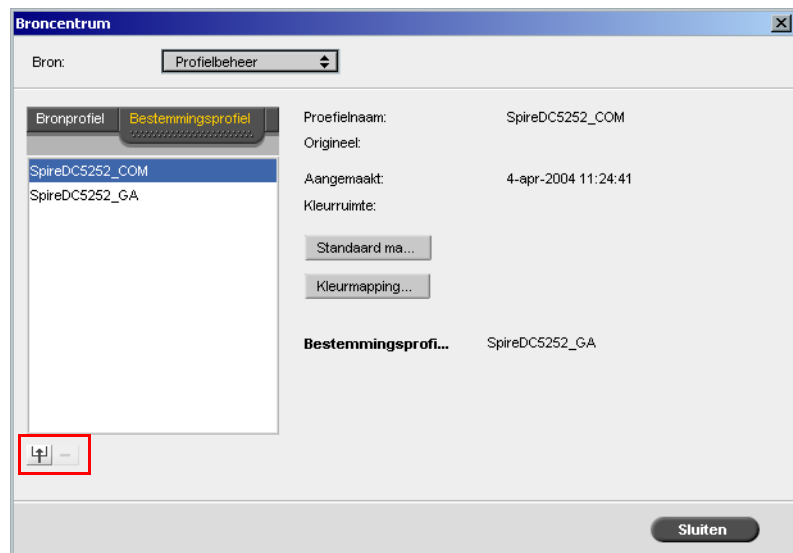 Broncentrum
Bron: Profielbeheer
Bronprofiel Bestemmingsprofiel
SpireDC5252_COM
SpireDC5252_GA
Proefielnaam: SpireDC5252_COM
Origineel:
Aangemaakt: 4-apr-2004 11:24:41
Kleurruimte:
Standaard ma...
Kleurmapping...
Bestemmingsprofi... SpireDC5252_GA
Sluiten